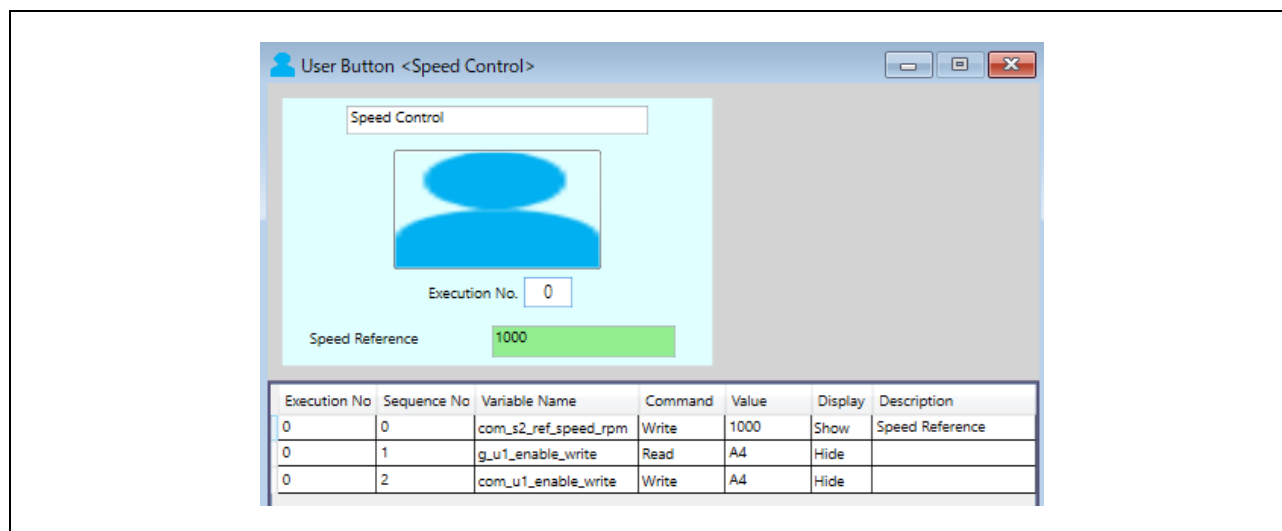 User Button <Speed Control>
Speed Control
Execution No. 0
Speed Reference 1000
Execution No Sequence No Variable Name Command Value Display Description
0 0 com_s2_ref_speed_rpm Write 1000 Show Speed Reference
0 1 g_u1_enable_write Read A4 Hide
0 2 com_u1_enable_write Write A4 Hide